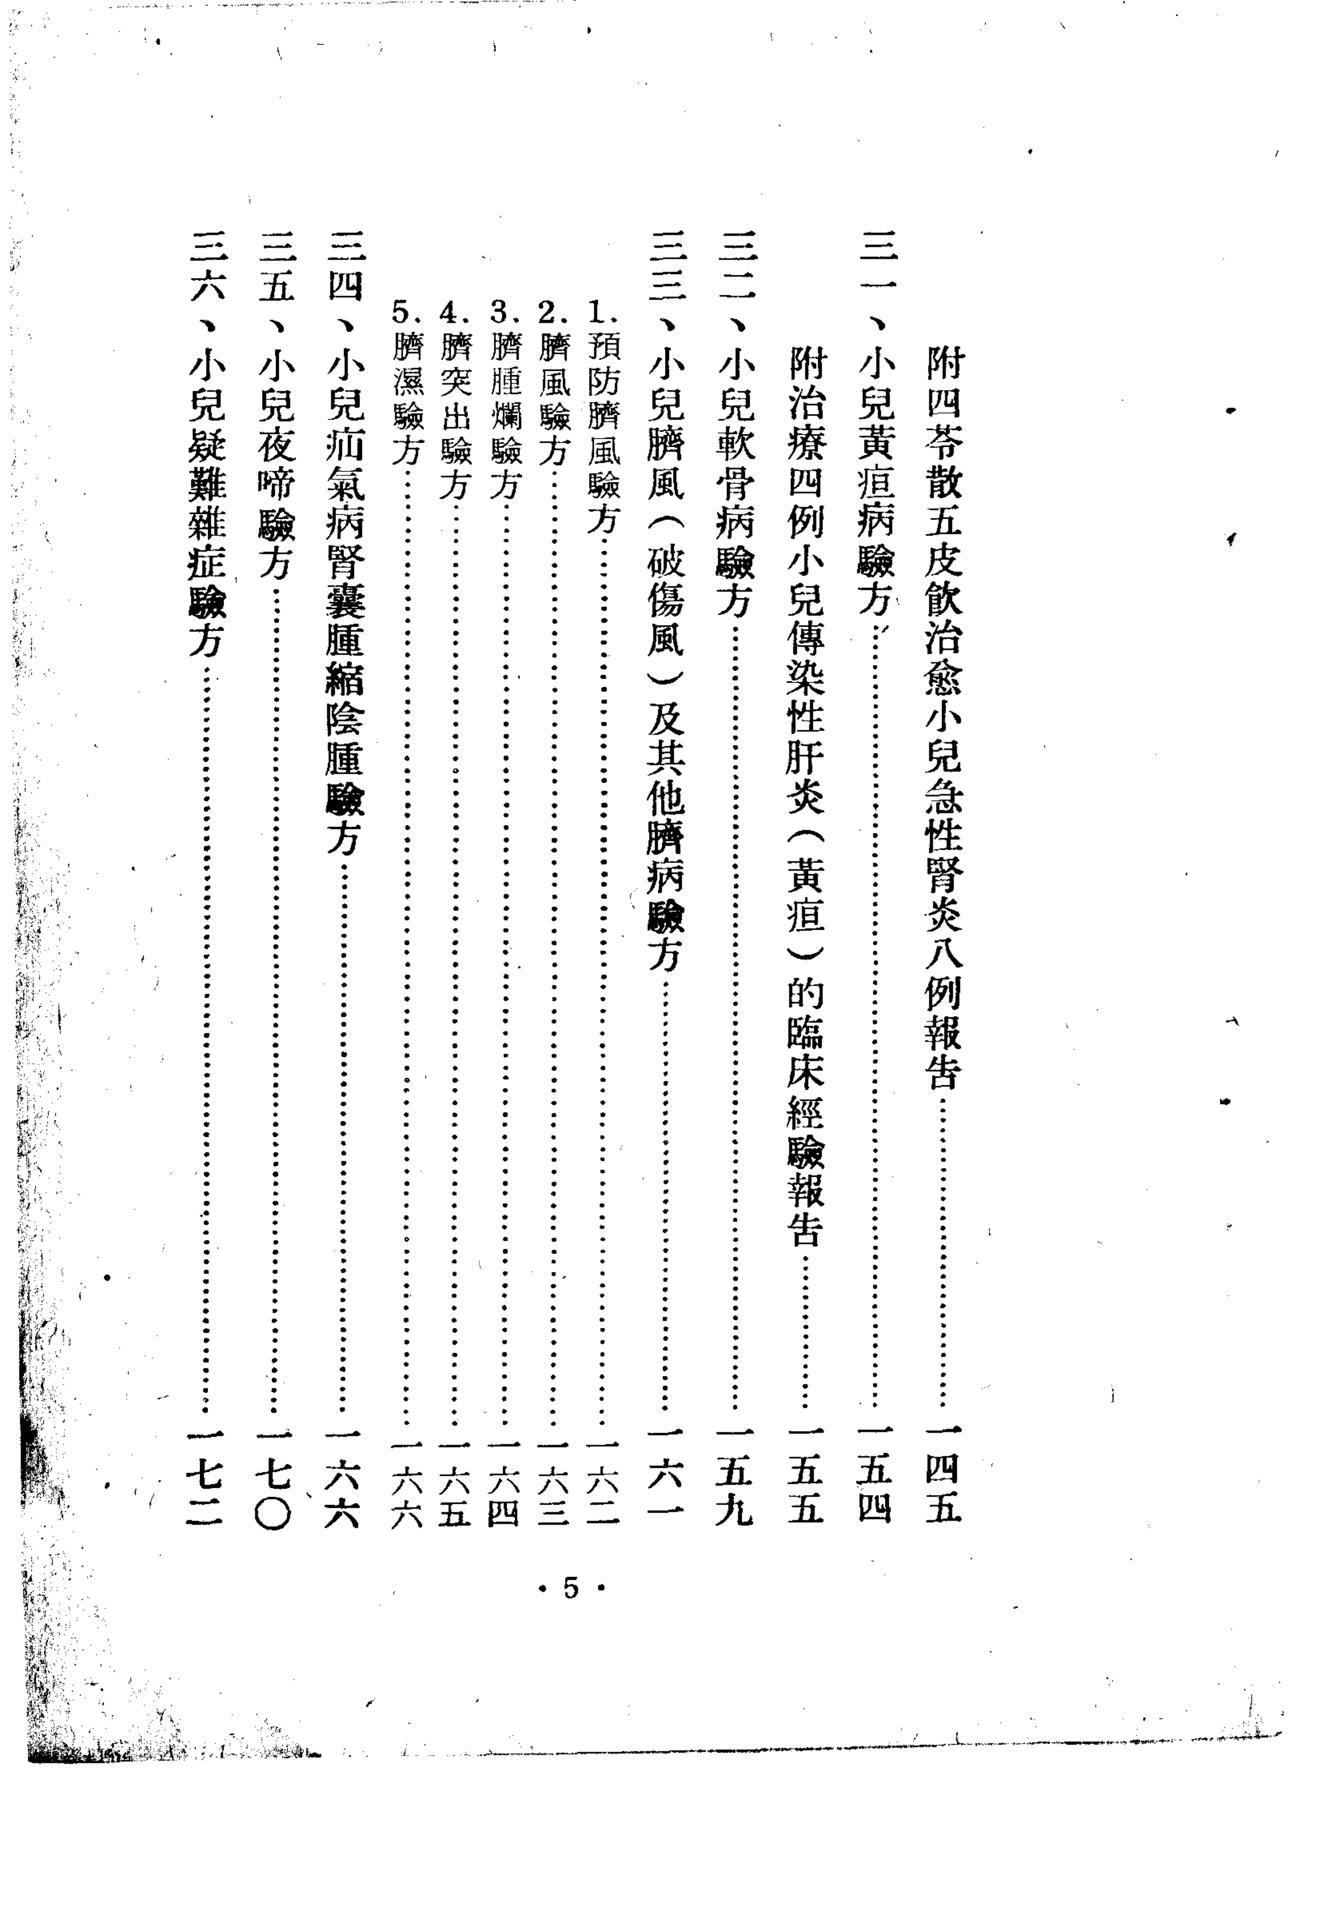 附四苓散五皮飲治愈小兒急性腎炎八例報告……………………一四五
三一、小兒黃疸病驗方……………………一五四
附治療四例小兒傳染性肝炎（黃疸）的臨床經驗報告……………………一五五
三二、小兒軟骨病驗方……………………一五九
三三、小兒臍風（破傷風）及其他臍病驗方……………………一六一
1.預防臍風驗方……………………一六二
2.臍風驗方……………………一六三
3.臍腫爛驗方……………………一六四
4.臍突出驗方……………………一六五
5.臍濕驗方……………………一六六
三四、小兒疝氣病腎囊腫縮陰腫驗方……………………一六六
三五、小兒夜啼驗方……………………一七〇
三六、小兒疑難雜症驗方……………………一七二
• 5 •